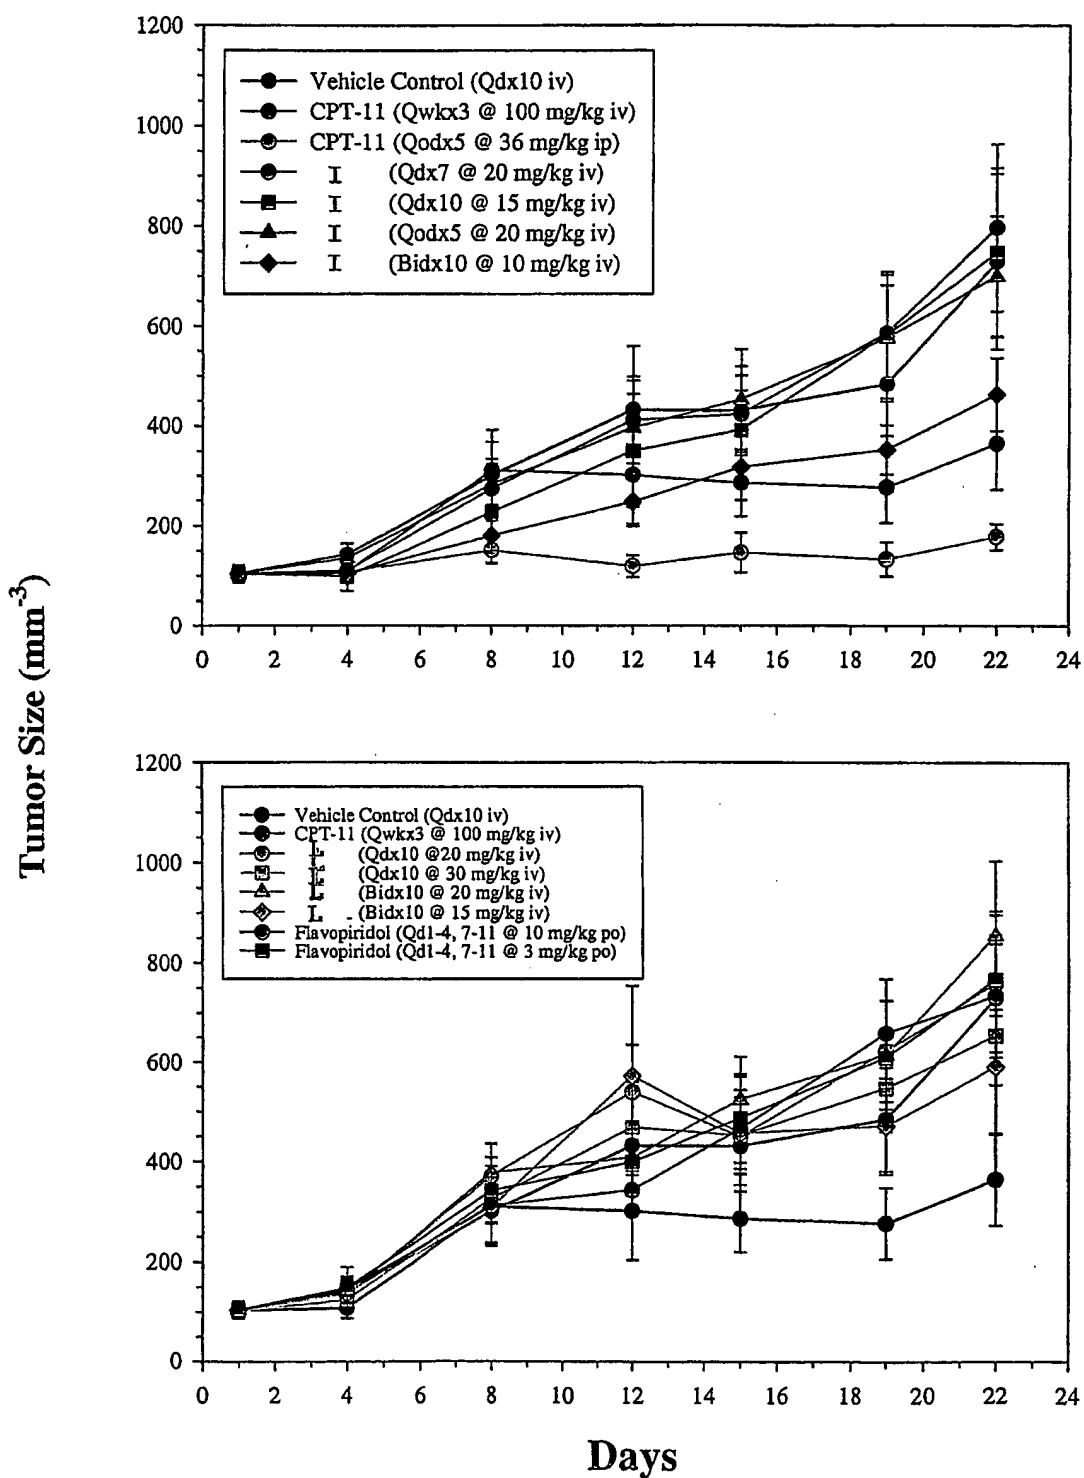 Tumor Size (mm-3)
1200
1000
800
600
400
200
0
Vehicle Control (Qdx10 iv)
CPT-11 (Qwkx3 @ 100 mg/kg iv)
CPT-11 (Qodx5 @ 36 mg/kg ip)
I (Qdx7 @ 20 mg/kg iv)
I (Qdx10 @ 15 mg/kg iv)
I (Qodx5 @ 20 mg/kg iv)
I (Bidx10 @ 10 mg/kg iv)
0 2 4 6 8 10 12 14 16 18 20 22 24
1200
1000
800
600
400
200
0
Vehicle Control (Qdx10 iv)
CPT-11 (Qwkx3 @ 100 mg/kg iv)
(Qdx10 @20 mg/kg iv)
(Qdx10 @ 30 mg/kg iv)
(Bidx10 @ 20 mg/kg iv)
L (Bidx10 @ 15 mg/kg iv)
Flavopiridol (Qd1-4, 7-11 @ 10 mg/kg po)
Flavopiridol (Qd1-4, 7-11 @ 3 mg/kg po)
0 2 4 6 8 10 12 14 16 18 20 22 24
Days